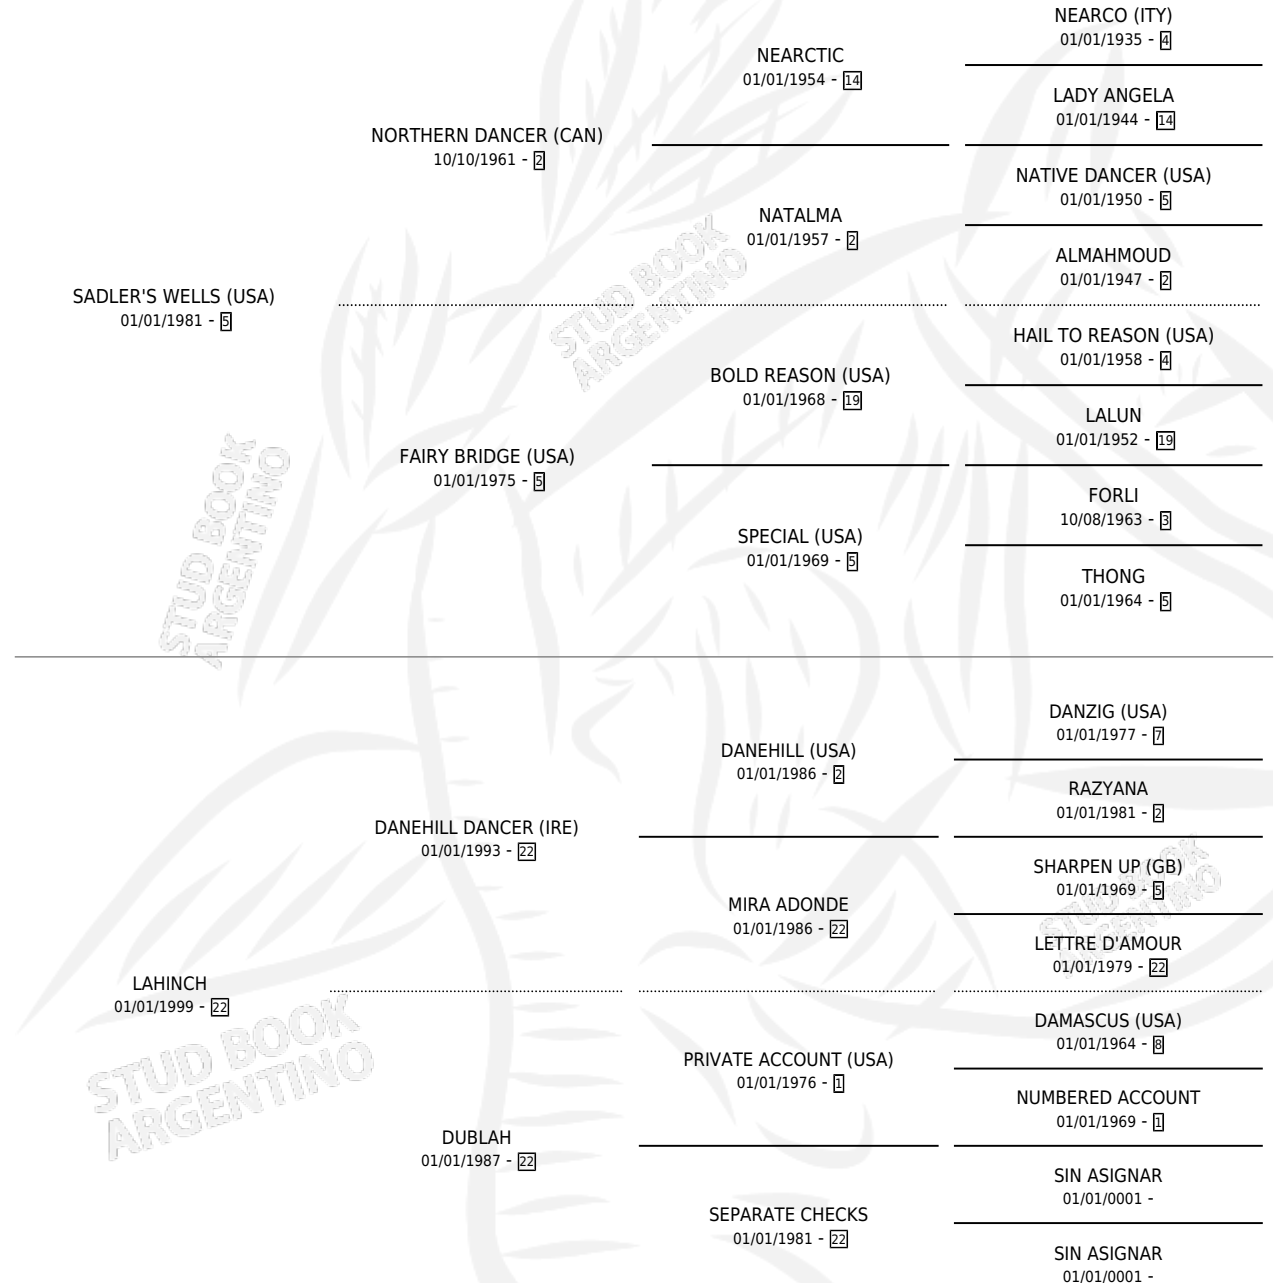 NEARCO (ITY)
01/01/1935 - 4
NEARCTIC
01/01/1954 - 14
LADY ANGELA
01/01/1944 - 14
NORTHERN DANCER (CAN)
10/10/1961 - 2
NATIVE DANCER (USA)
01/01/1950 - 5
NATALMA
01/01/1957 - 2
ALMAHMOUD
01/01/1947 - 2
SADLER'S WELLS (USA)
01/01/1981 - 5
STUD BOOK
ARGENTINO
HAIL TO REASON (USA)
01/01/1958 - 4
BOLD REASON (USA)
01/01/1968 - 19
LALUN
01/01/1952 - 19
FAIRY BRIDGE (USA)
01/01/1975 - 5
FORLI
10/08/1963 - 3
SPECIAL (USA)
01/01/1969 - 5
THONG
01/01/1964 - 5
STUD BOOK
ARGENTINO
DANZIG (USA)
01/01/1977 - 7
DANEHILL (USA)
01/01/1986 - 2
RAZYANA
01/01/1981 - 2
DANEHILL DANCER (IRE)
01/01/1993 - 22
SHARPEN UP (GB)
01/01/1969 - 5
MIRA ADONDE
01/01/1986 - 22
STUD BOOK
ARGENTINO
LETTRE D'AMOUR
01/01/1979 - 22
LAHINCH
01/01/1999 - 22
DAMASCUS (USA)
01/01/1964 - 8
PRIVATE ACCOUNT (USA)
01/01/1976 - 1
NUMBERED ACCOUNT
01/01/1969 - 1
STUD BOOK
ARGENTINO
DUBLAH
01/01/1987 - 22
SIN ASIGNAR
01/01/0001 -
SEPARATE CHECKS
01/01/1981 - 22
SIN ASIGNAR
01/01/0001 -